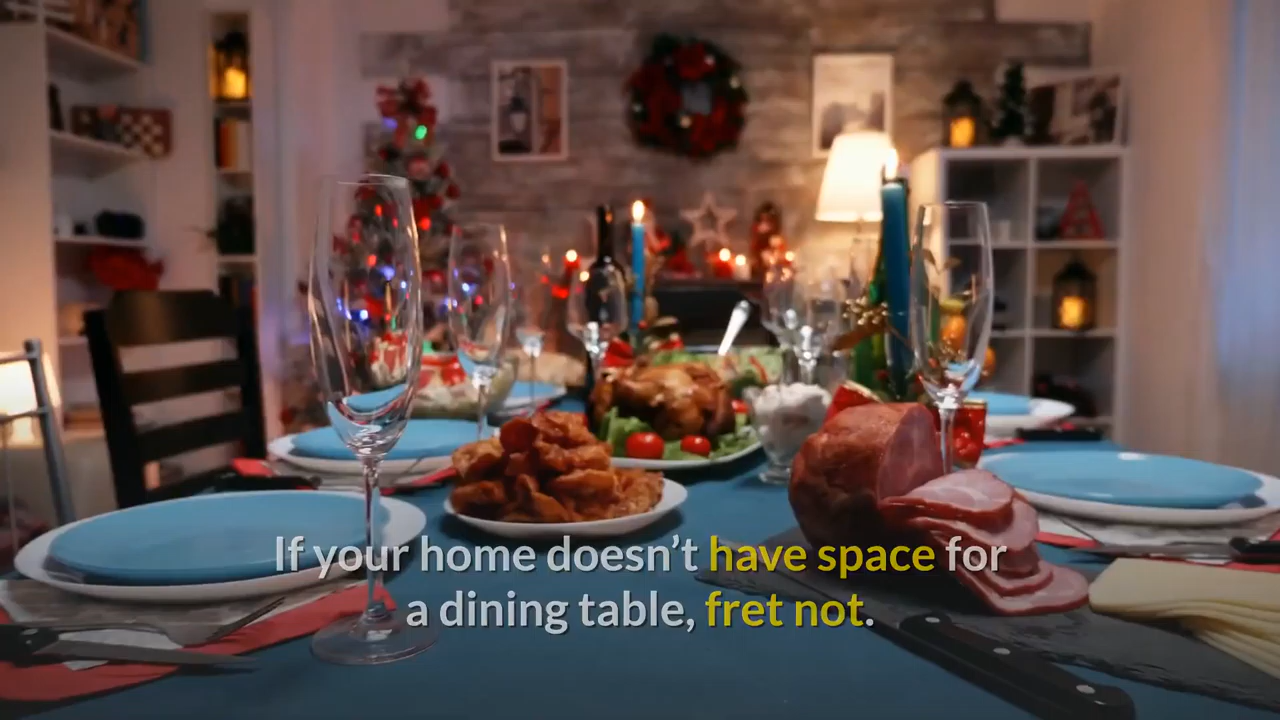 If your home doesn’t have space for
a dining table, fret not.